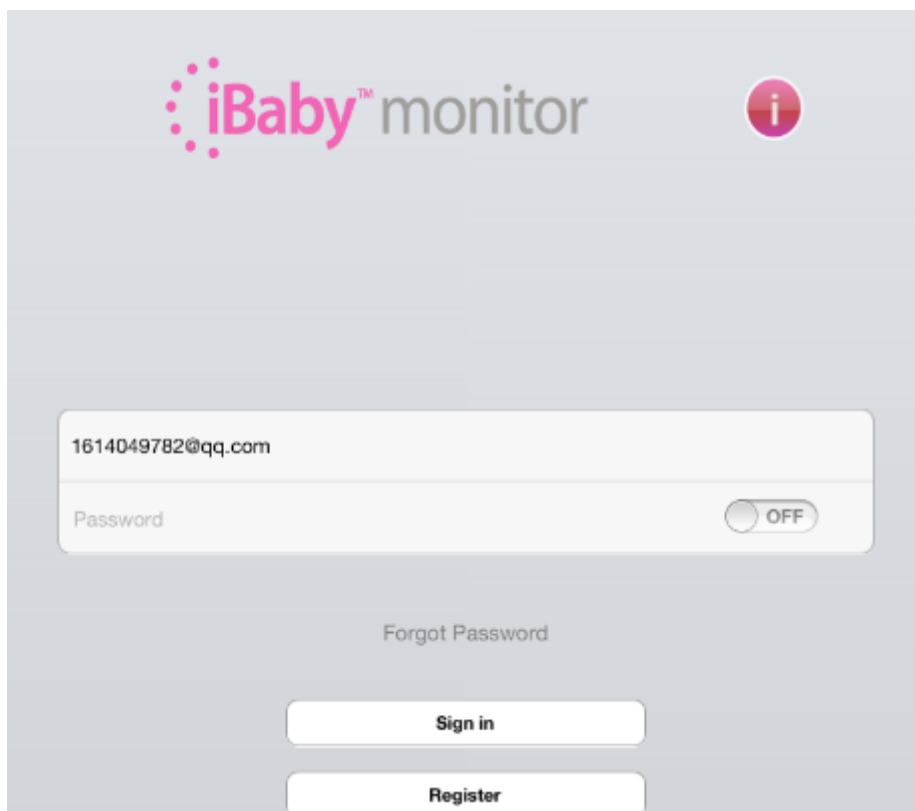 iBaby™ monitor i
1614049782@qq.com
Password OFF
Forgot Password
Sign in
Register